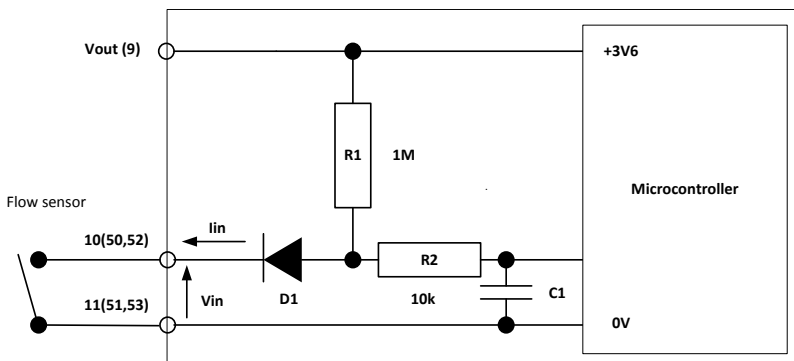 Vout (9)
+3V6
R1
1M
Microcontroller
Flow sensor
10(50,52)
Iin
R2
11(51,53)
Vin
D1
10k
C1
0V